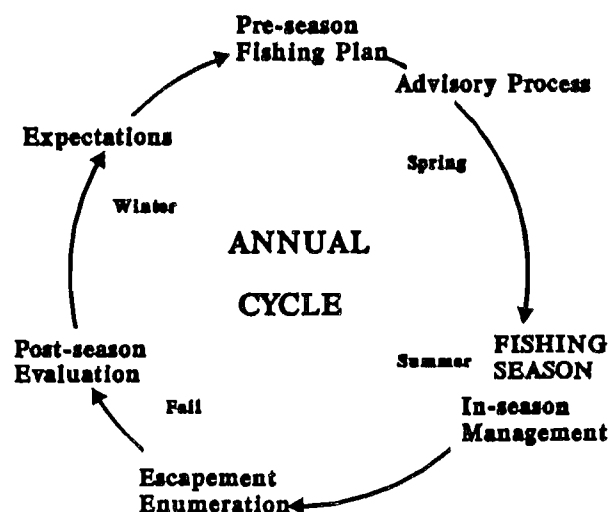 Pre-season
Fishing Plan
Advisory Process
Expectations
Spring
Winter
ANNUAL
CYCLE
Post-season
Evaluation
Summer
FISHING
SEASON
Fall
In-season
Management
Escapement
Enumeration